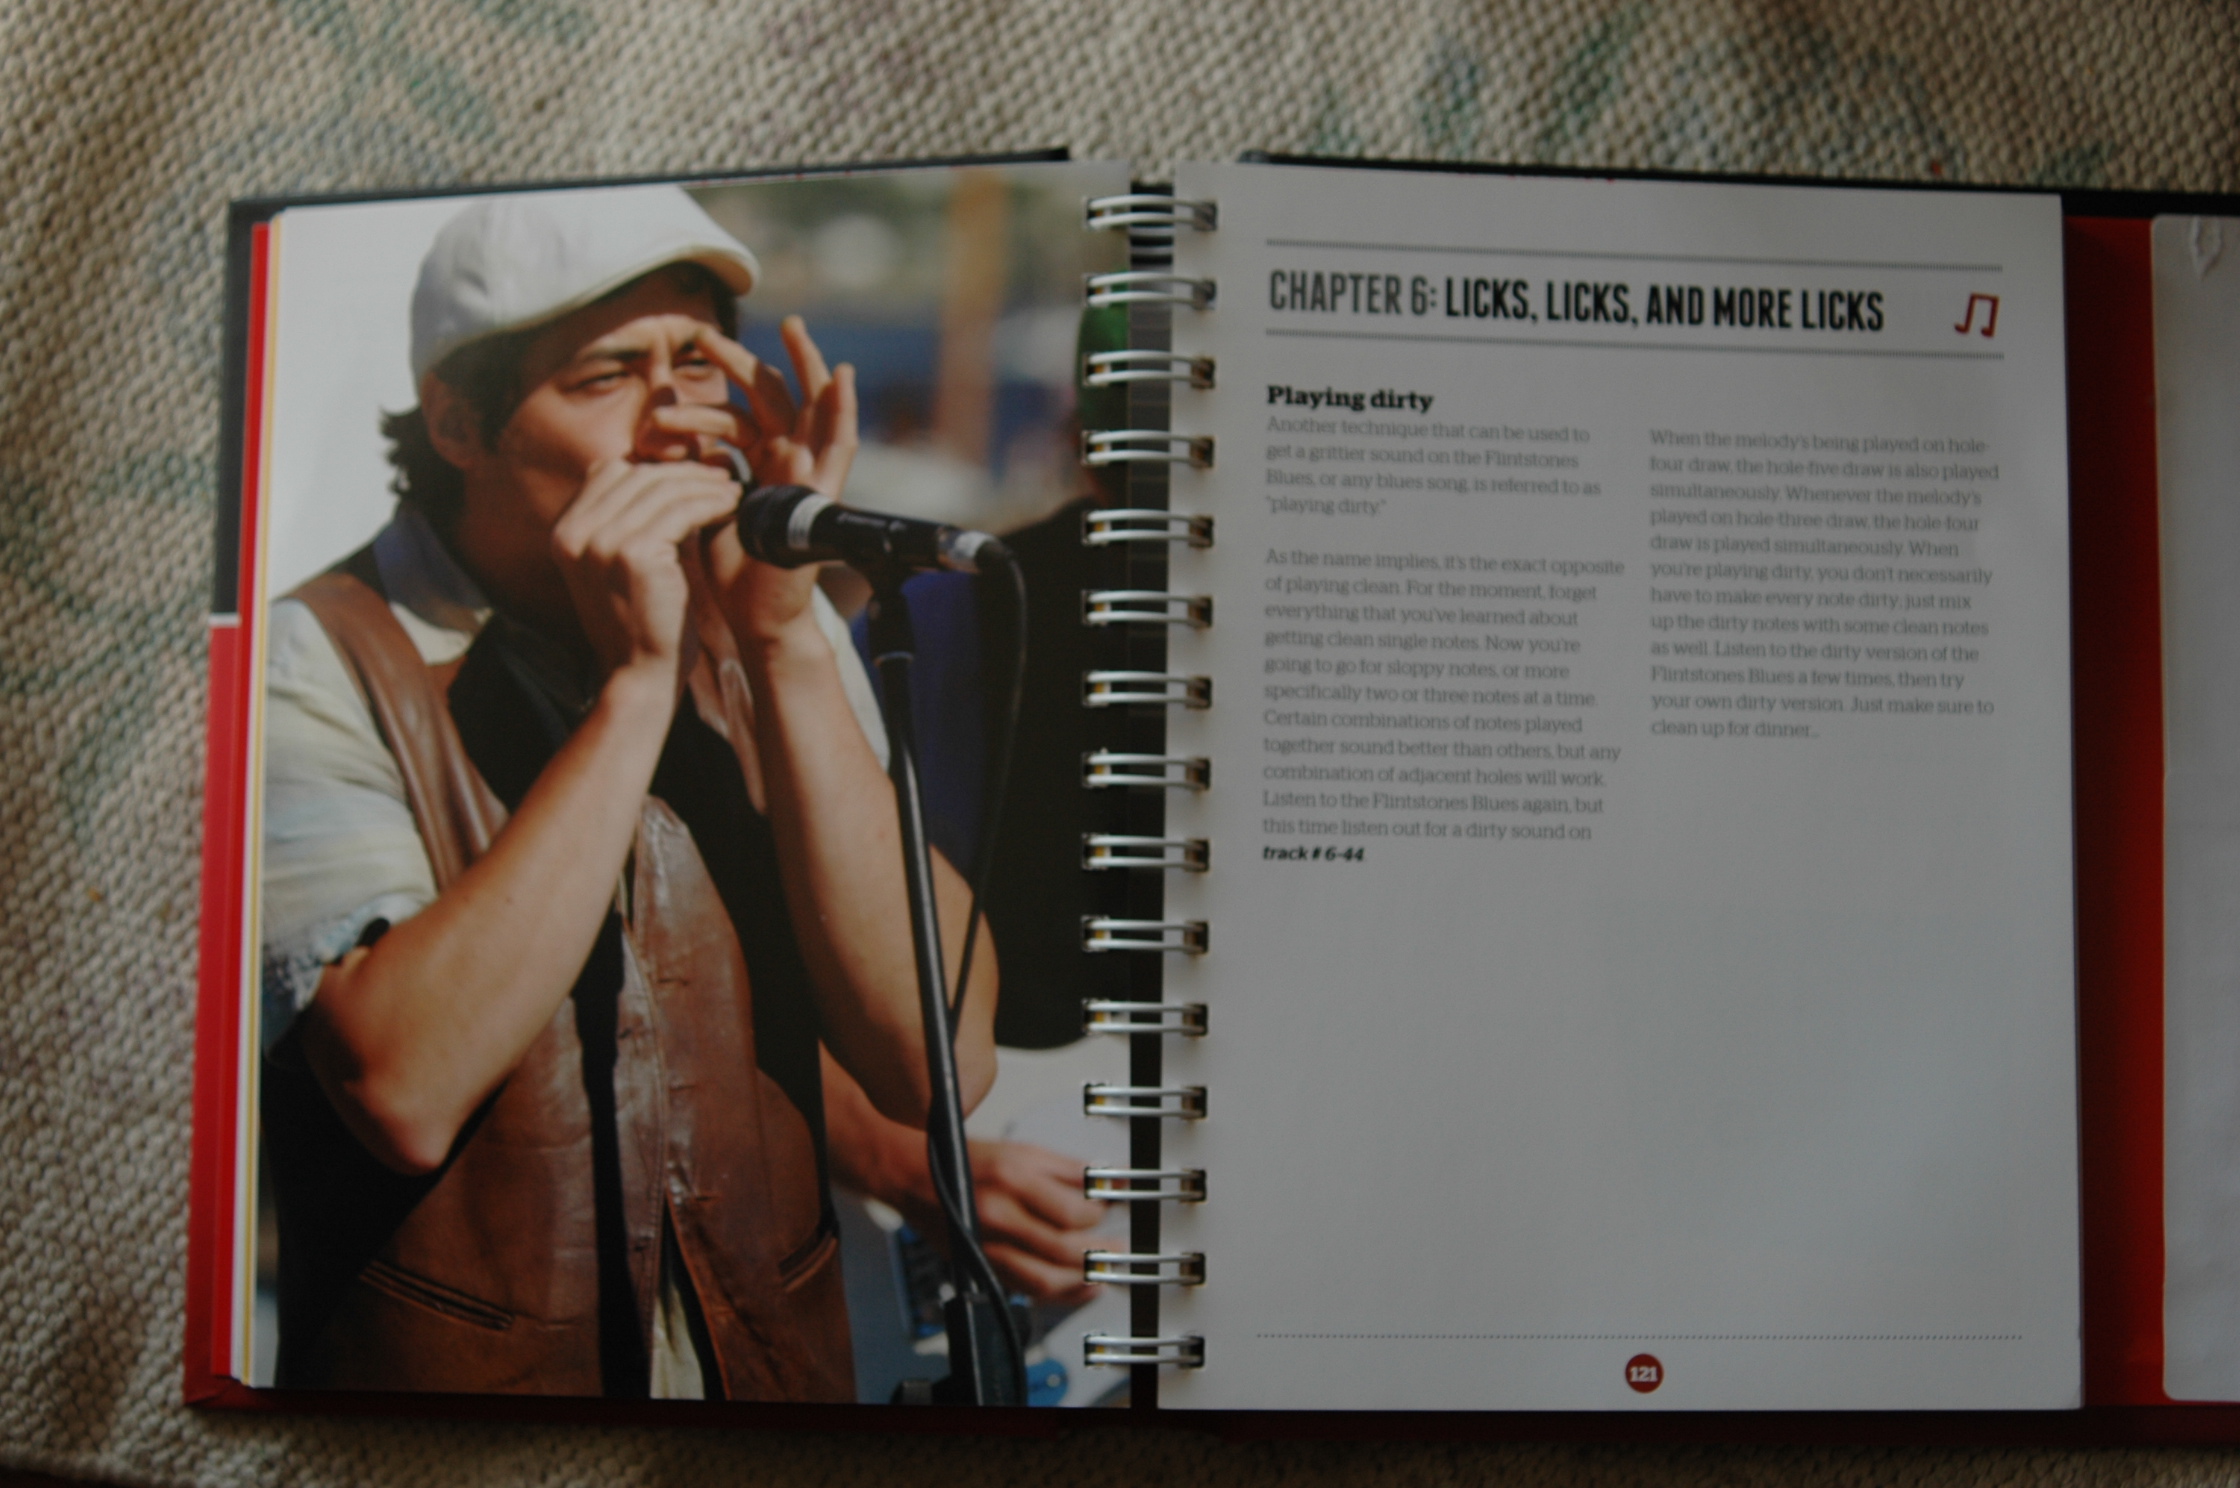 CHAPTER 6: LICKS, LICKS, AND MORE LICKS
Playing dirty
Another technique that can be used to
get a grittier sound on the Flintstones
Blues, or any blues song, is referred to as
"playing dirty."
As the name implies, it's the exact opposite
of playing clean. For the moment, forget
everything that you've learned about
getting clean single notes. Now you're
going to go for sloppy notes, or more
specifically two or three notes at a time.
Certain combinations of notes played
together sound better than others, but any
combination of adjacent holes will work.
Listen to the Flintstones Blues again, but
this time listen out for a dirty sound on
track # 6-44
When the melody's being played on hole-
four draw, the hole-five draw is also played
simultaneously. Whenever the melody's
played on hole-three draw, the hole-four
draw is played simultaneously. When
you're playing dirty, you don't necessarily
have to make every note dirty; just mix
up the dirty notes with some clean notes
as well. Listen to the dirty version of the
Flintstones Blues a few times, then try
your own dirty version. Just make sure to
clean up for dinner...
121